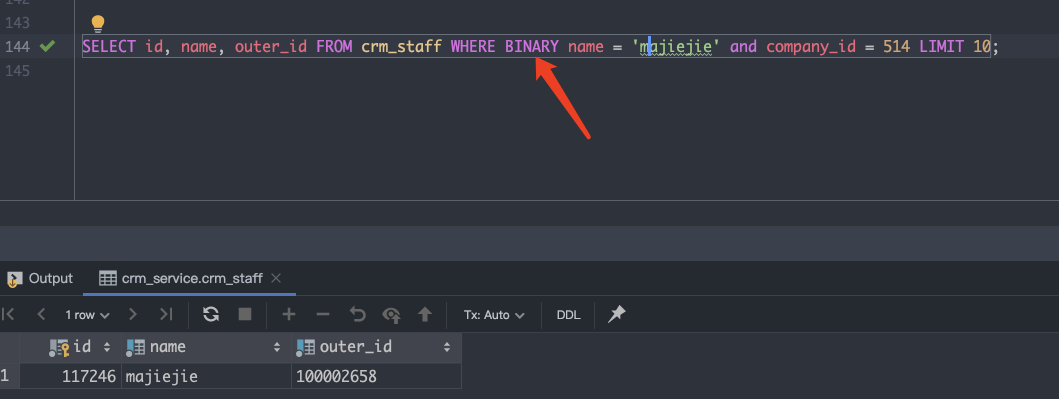 143
144 SELECT id, name, outer_id FROM crm_staff WHERE BINARY name = 'majiejie' and company_id = 514 LIMIT 10;
145
Output crm_service.crm_staff
1 row Tx: Auto DDL
id name outer_id
1 117246 majiejie 100002658